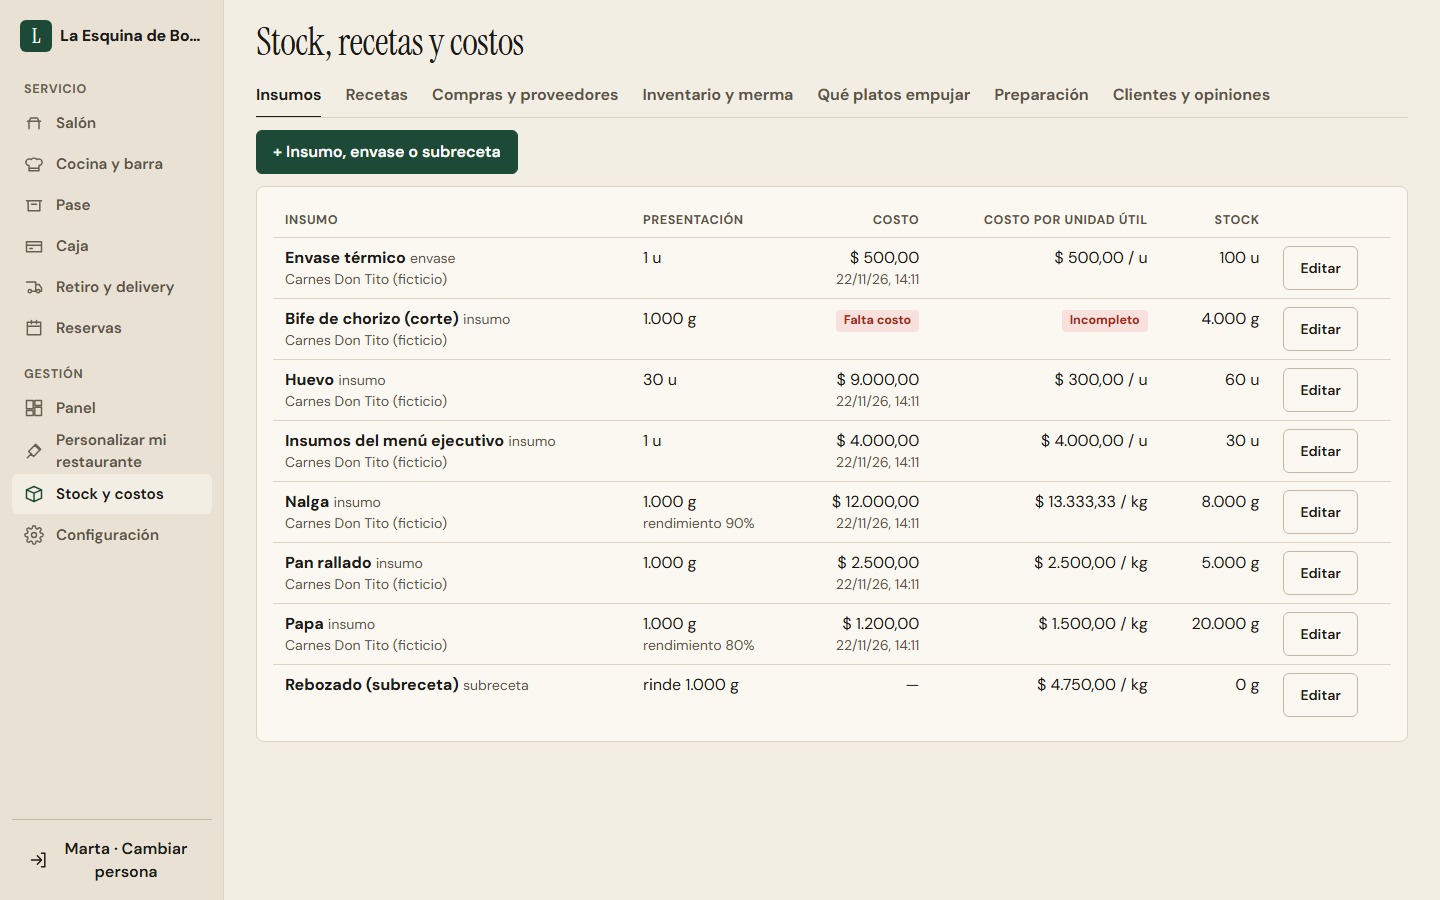 L La Esquina de Bo...
SERVICIO
Salón
Cocina y barra
Pase
Caja
Retiro y delivery
Reservas
GESTIÓN
Panel
Personalizar mi
restaurante
Stock y costos
Configuración
Marta · Cambiar
persona
Stock, recetas y costos
Insumos Recetas Compras y proveedores Inventario y merma Qué platos empujar Preparación Clientes y opiniones
+ Insumo, envase o subreceta
INSUMO PRESENTACIÓN COSTO COSTO POR UNIDAD ÚTIL STOCK
Envase térmico envase 1 u $ 500,00 $ 500,00 / u 100 u Editar
Carnes Don Tito (ficticio) 22/11/26, 14:11
Bife de chorizo (corte) insumo 1.000 g Falta costo Incompleto 4.000 g Editar
Carnes Don Tito (ficticio)
Huevo insumo 30 u $ 9.000,00 $ 300,00 / u 60 u Editar
Carnes Don Tito (ficticio) 22/11/26, 14:11
Insumos del menú ejecutivo insumo 1 u $ 4.000,00 $ 4.000,00 / u 30 u Editar
Carnes Don Tito (ficticio) 22/11/26, 14:11
Nalga insumo 1.000 g $ 12.000,00 $ 13.333,33 / kg 8.000 g Editar
Carnes Don Tito (ficticio) rendimiento 90% 22/11/26, 14:11
Pan rallado insumo 1.000 g $ 2.500,00 $ 2.500,00 / kg 5.000 g Editar
Carnes Don Tito (ficticio) 22/11/26, 14:11
Papa insumo 1.000 g $ 1.200,00 $ 1.500,00 / kg 20.000 g Editar
Carnes Don Tito (ficticio) rendimiento 80% 22/11/26, 14:11
Rebozado (subreceta) subreceta rinde 1.000 g — $ 4.750,00 / kg 0 g Editar